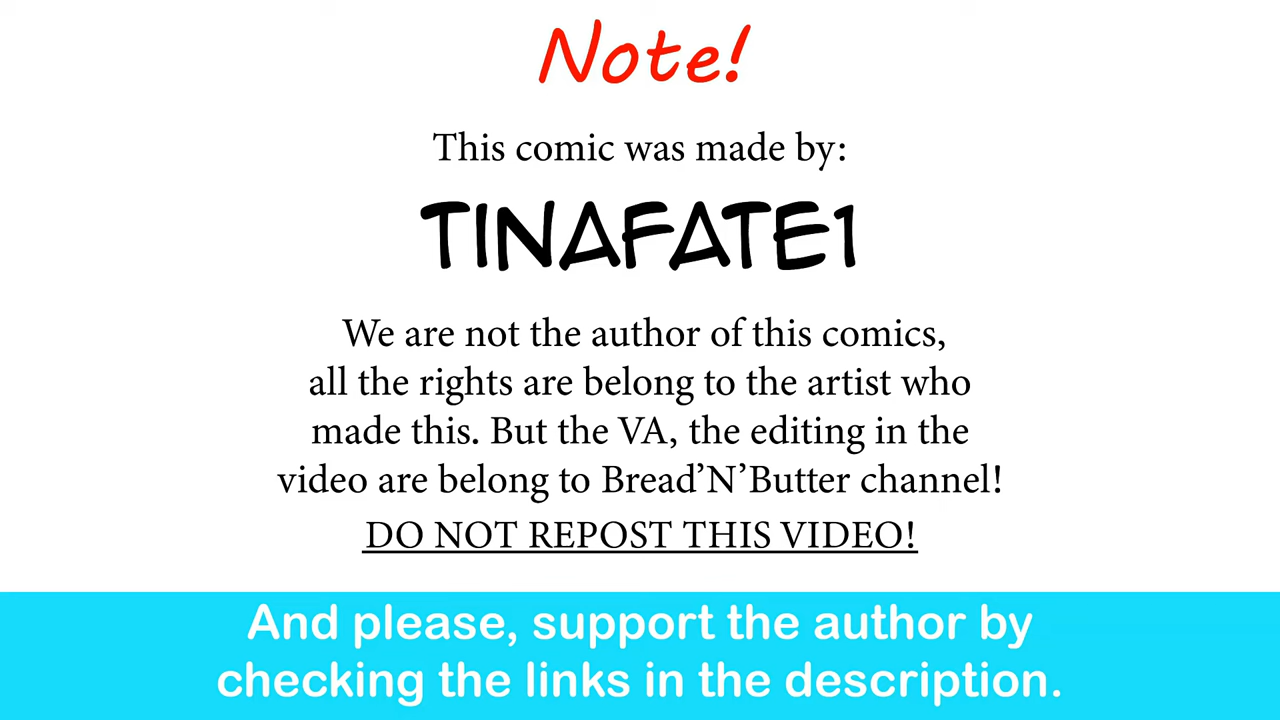 Note!
This comic was made by:
TINAFATE1
We are not the author of this comics,
all the rights are belong to the artist who
made this. But the VA, the editing in the
video are belong to Bread’N’Butter channel!
DO NOT REPOST THIS VIDEO!
And please, support the author by
checking the links in the description.